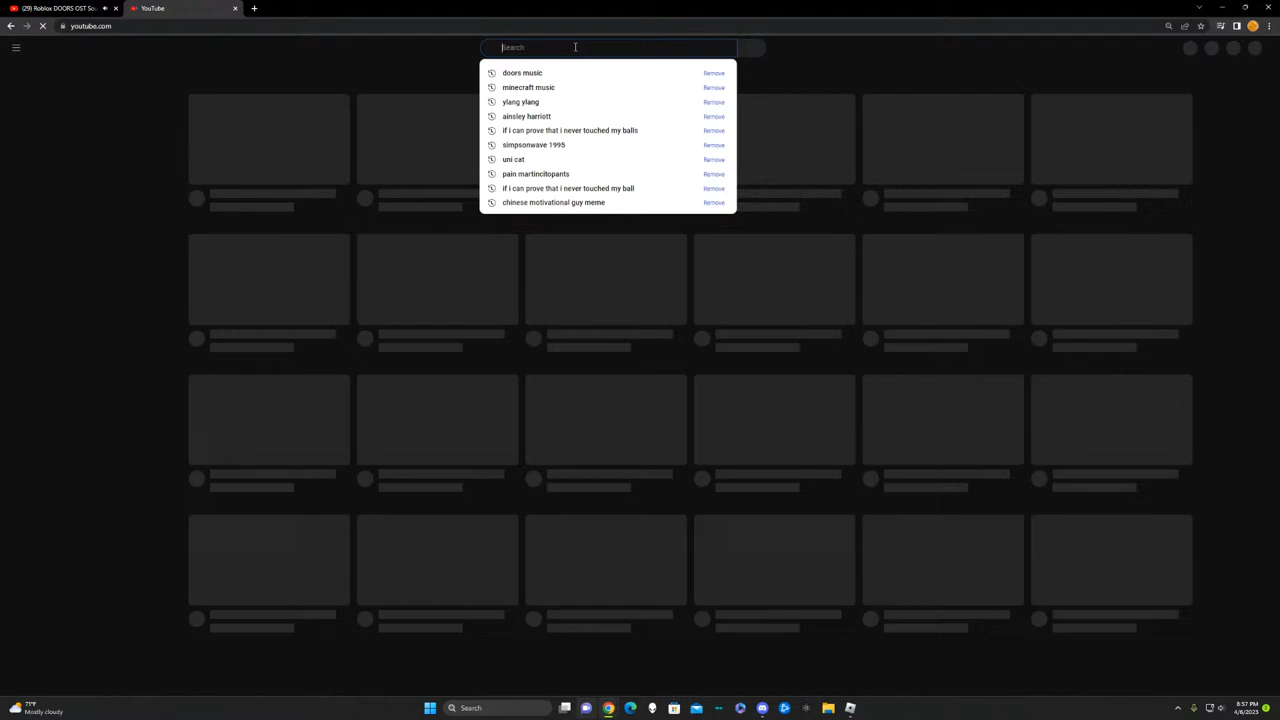 (29) Roblox DOORS OST Sou
YouTube
youtube.com
Search
doors music Remove
minecraft music Remove
ylang ylang Remove
ainsley harriott Remove
if i can prove that i never touched my balls Remove
simpsonwave 1995 Remove
uni cat Remove
pain martincitopants Remove
if i can prove that i never touched my ball Remove
chinese motivational guy meme Remove
71°F
Mostly cloudy
Search
8:57 PM
4/6/2023